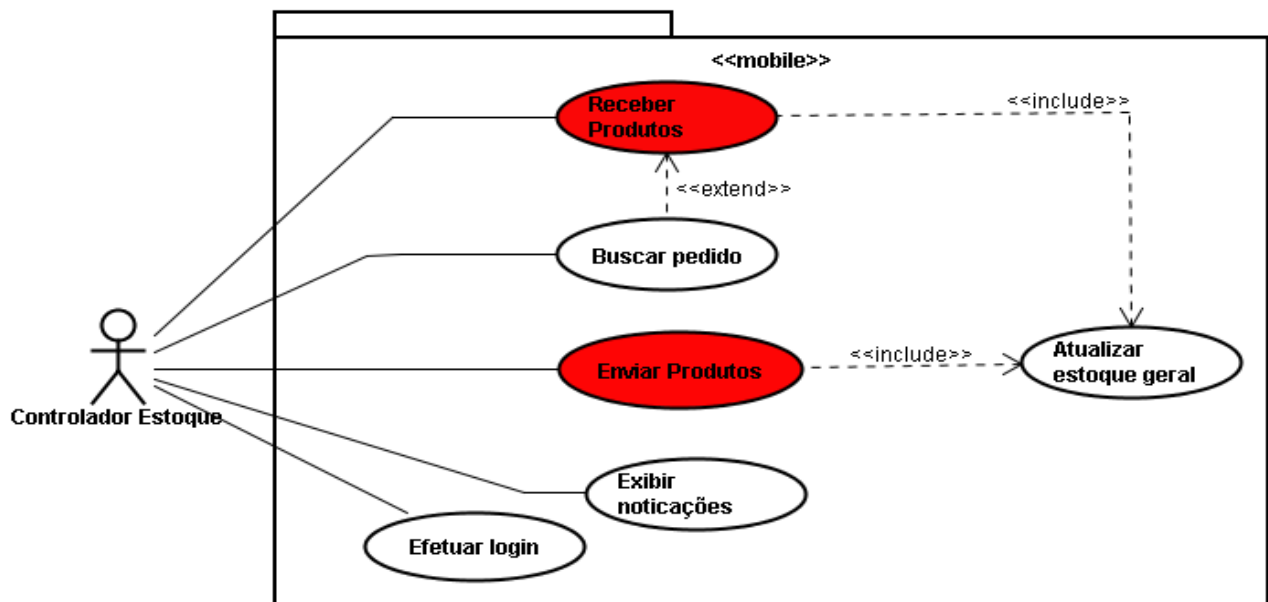 <<mobile>>
Receber
Produtos
<<include>>
<<extend>>
Buscar pedido
Enviar Produtos
<<include>>
Atualizar
estoque geral
Controlador Estoque
Exibir
noticações
Efetuar login